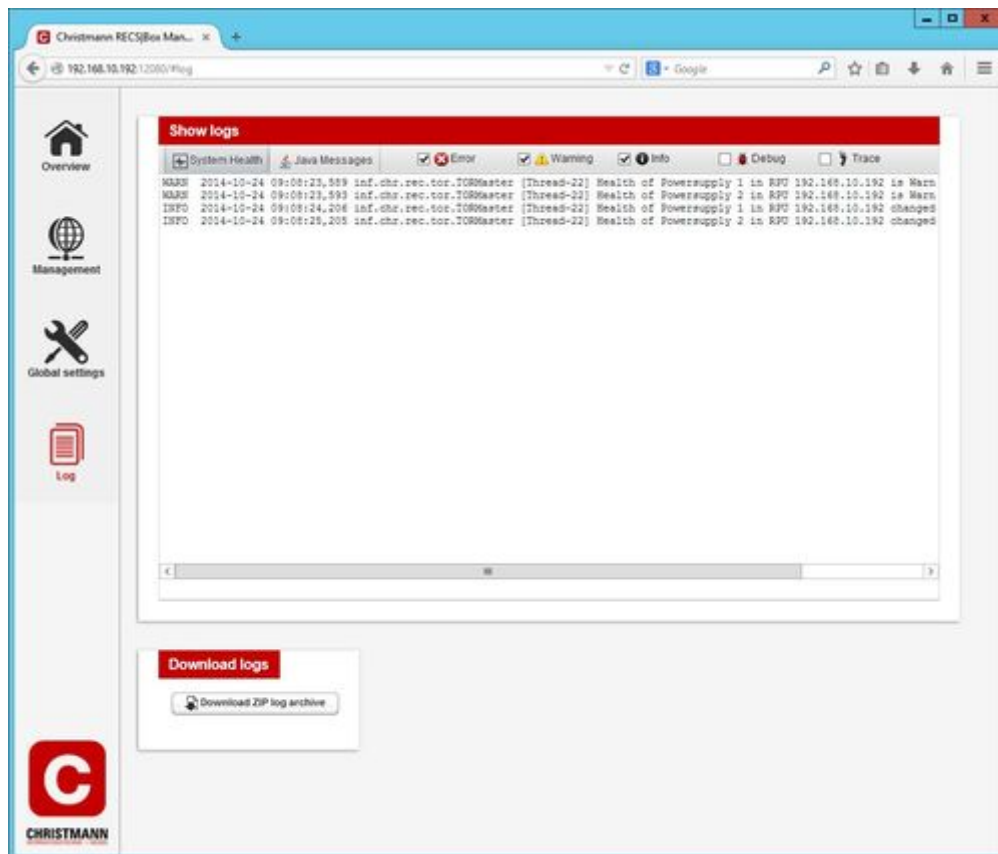 Christmann RECS|Box Man...
192.168.10.192:12080/#log
Google
Overview
Management
Global settings
Log
Show logs
System Health Java Messages Error Warning Info Debug Trace
WARN 2014-10-24 09:08:23,589 inf.chr.rec.tor.TORMaster [Thread-22] Health of Powersupply 1 in RPU 192.168.10.192 is Warn
WARN 2014-10-24 09:08:23,593 inf.chr.rec.tor.TORMaster [Thread-22] Health of Powersupply 2 in RPU 192.168.10.192 is Warn
INFO 2014-10-24 09:08:24,206 inf.chr.rec.tor.TORMaster [Thread-22] Health of Powersupply 1 in RPU 192.168.10.192 changed
INFO 2014-10-24 09:08:25,205 inf.chr.rec.tor.TORMaster [Thread-22] Health of Powersupply 2 in RPU 192.168.10.192 changed
Download logs
Download ZIP log archive
C
CHRISTMANN